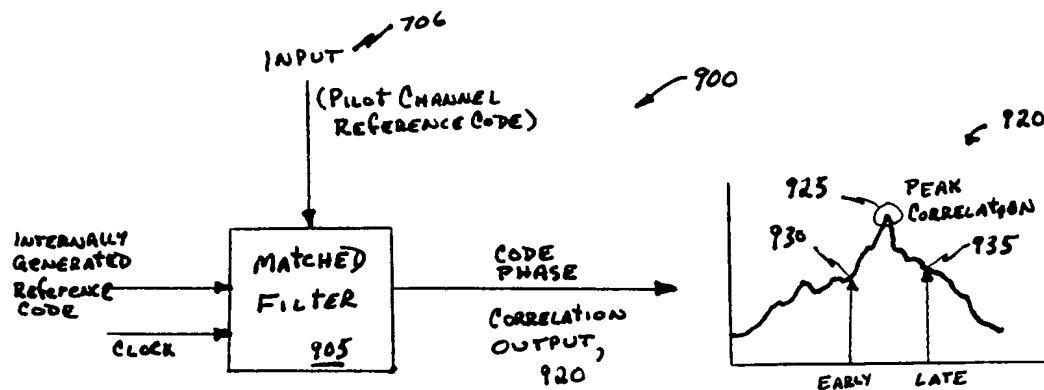 INPUT 706
(PILOT CHANNEL
REFERENCE CODE)
900
INTERNALLY
GENERATED
REFERENCE
CODE
CLOCK
MATCHED
FILTER
905
CODE
PHASE
CORRELATION
OUTPUT,
920
920
925
PEAK
CORRELATION
930
935
EARLY
LATE